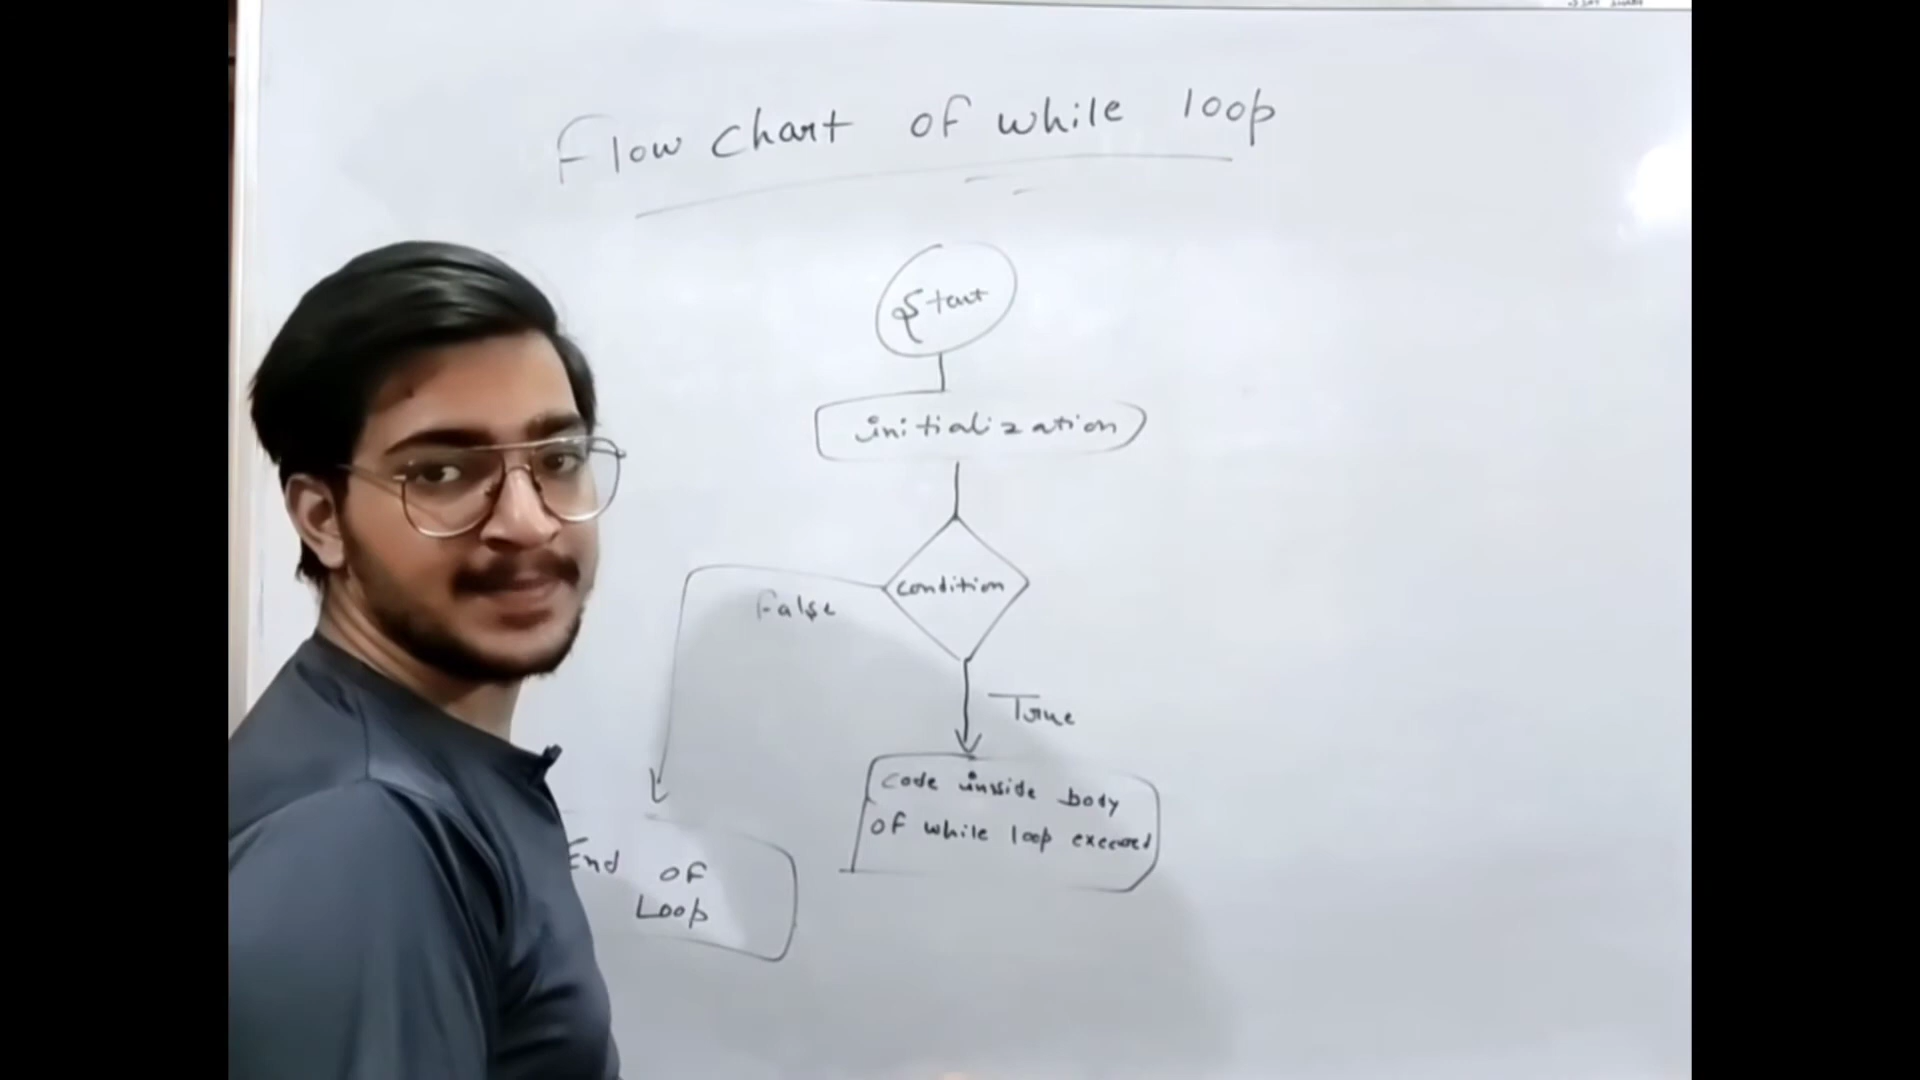 Flow chart of while loop
Start
initialization
condition
False
True
code inside body
of while loop
End of
Loop